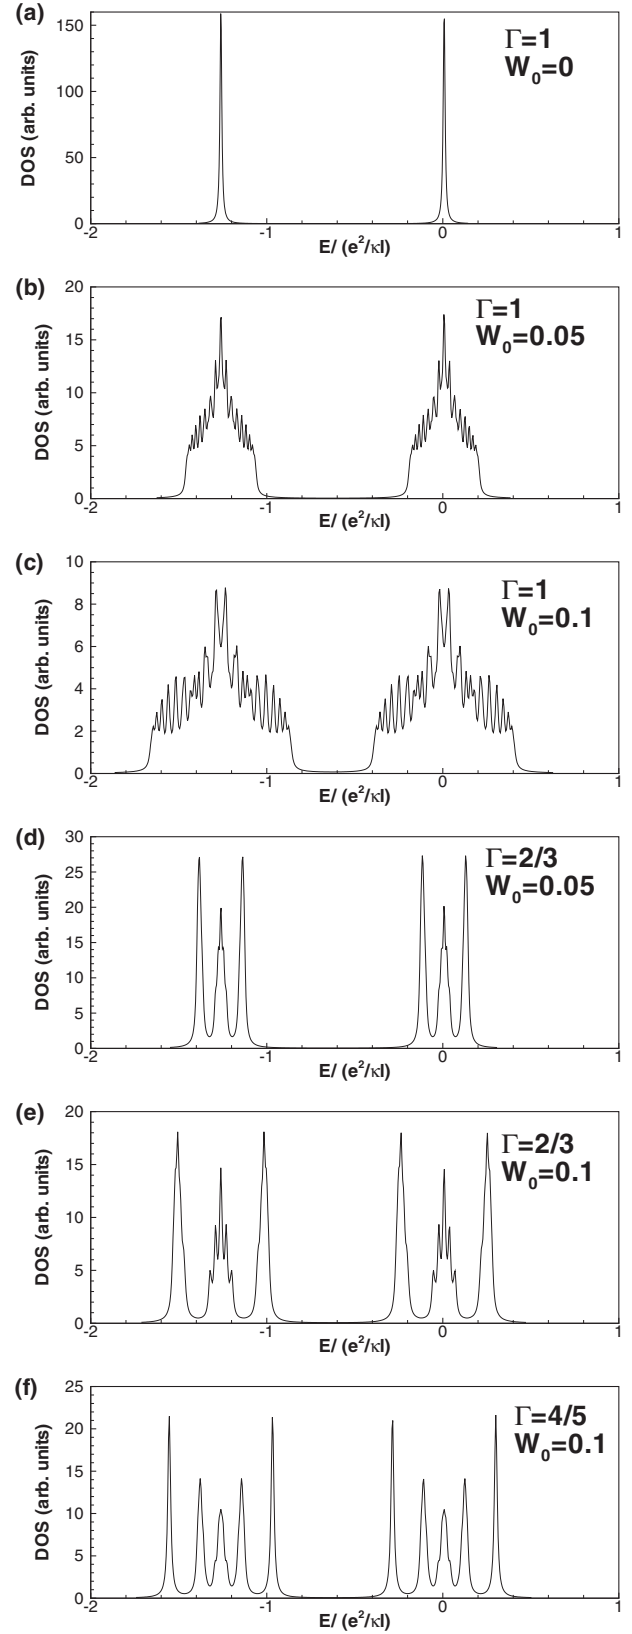 (a)
Γ=1
W₀=0
DOS (arb. units)
150
100
50
0
-2
-1
0
1
E/ (e²/κl)
(b)
Γ=1
W₀=0.05
DOS (arb. units)
20
15
10
5
0
-2
-1
0
1
E/ (e²/κl)
(c)
Γ=1
W₀=0.1
DOS (arb. units)
10
8
6
4
2
0
-2
-1
0
1
E/ (e²/κl)
(d)
Γ=2/3
W₀=0.05
DOS (arb. units)
30
25
20
15
10
5
0
-2
-1
0
1
E/ (e²/κl)
(e)
Γ=2/3
W₀=0.1
DOS (arb. units)
20
15
10
5
0
-2
-1
0
1
E/ (e²/κl)
(f)
Γ=4/5
W₀=0.1
DOS (arb. units)
25
20
15
10
5
0
-2
-1
0
1
E/ (e²/κl)